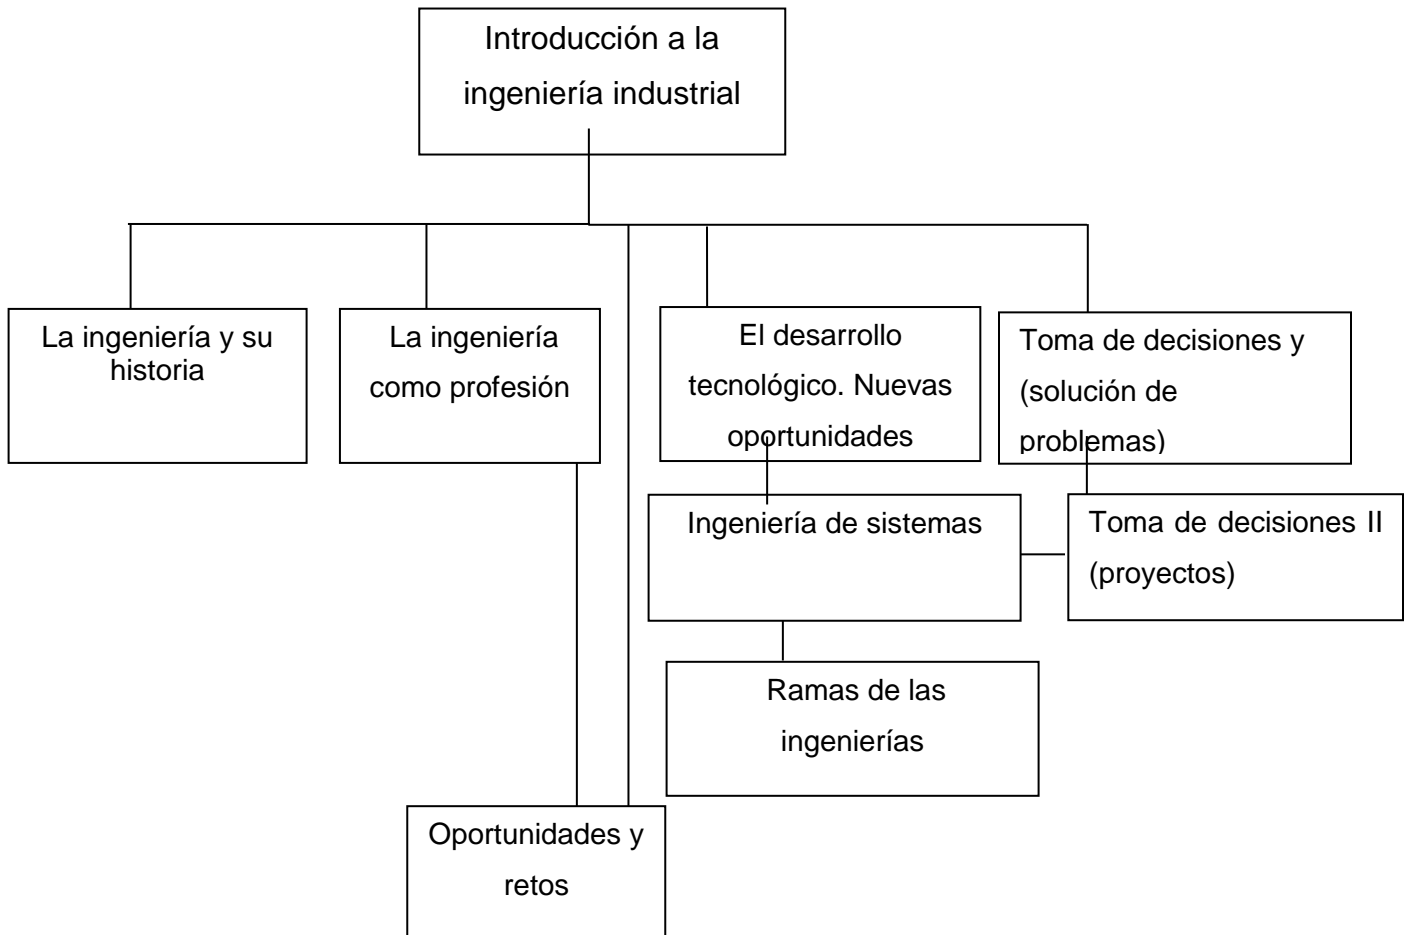 Introducción a la
ingeniería industrial
La ingeniería y su
historia
La ingeniería
como profesión
El desarrollo
tecnológico. Nuevas
oportunidades
Toma de decisiones y
(solución de
problemas)
Ingeniería de sistemas
Toma de decisiones II
(proyectos)
Ramas de las
ingenierías
Oportunidades y
retos